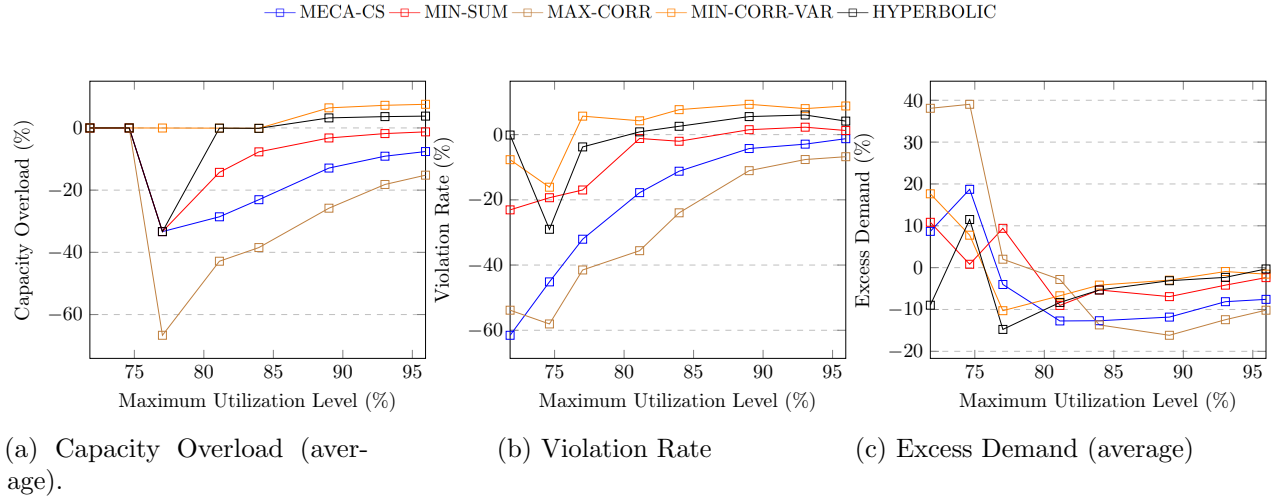 MECA-CS MIN-SUM MAX-CORR MIN-CORR-VAR HYPERBOLIC
Capacity Overload (%)
0
−20
−40
−60
75 80 85 90 95
Maximum Utilization Level (%)
(a) Capacity Overload (aver-
age).
Violation Rate (%)
0
−20
−40
−60
75 80 85 90 95
Maximum Utilization Level (%)
(b) Violation Rate
Excess Demand (%)
40
30
20
10
0
−10
−20
75 80 85 90 95
Maximum Utilization Level (%)
(c) Excess Demand (average)